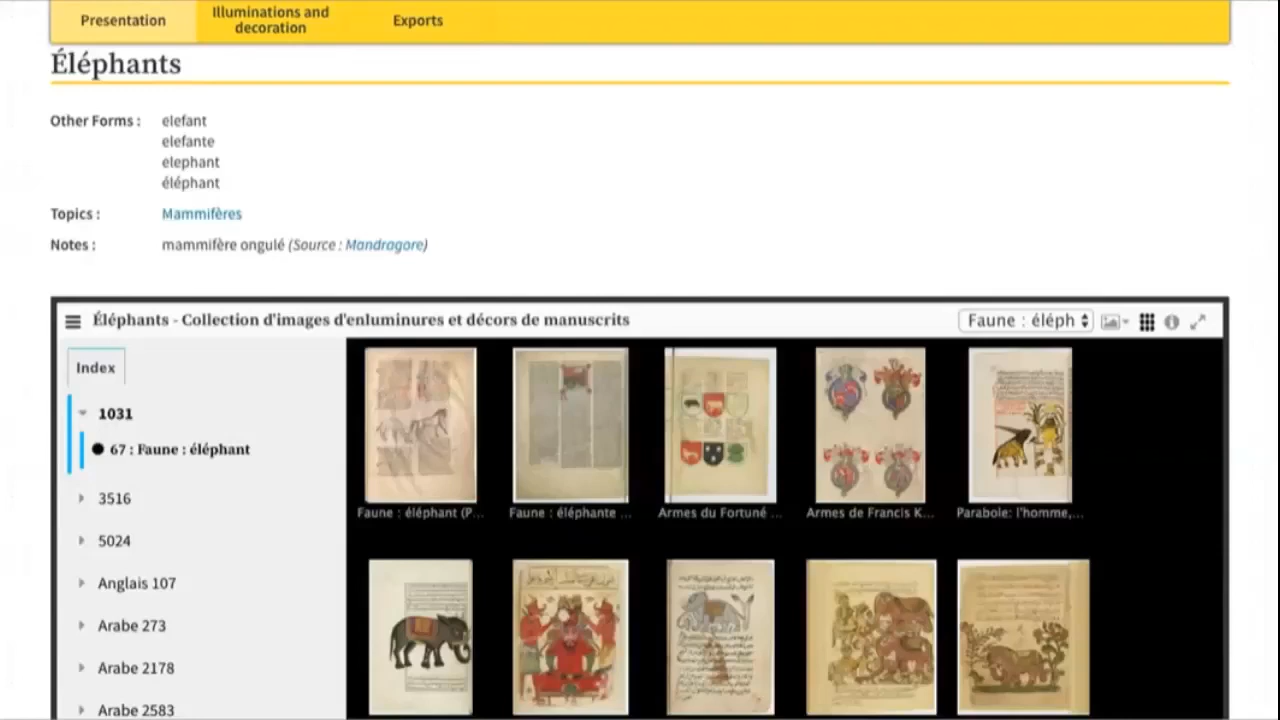 Presentation
Illuminations and
decoration
Exports
Éléphants
Other Forms :
elefant
elefante
elephant
éléphant
Topics :
Mammifères
Notes :
mammifère ongulé (Source : Mandragore)
Éléphants - Collection d'images d'enluminures et décors de manuscrits
Faune : éléph
Index
1031
67 : Faune : éléphant
3516
5024
Anglais 107
Arabe 273
Arabe 2178
Arabe 2583
Faune : éléphant (P...
Faune : éléphante ...
Armes du Fortuné ...
Armes de Francis K...
Parabole: l'homme,...